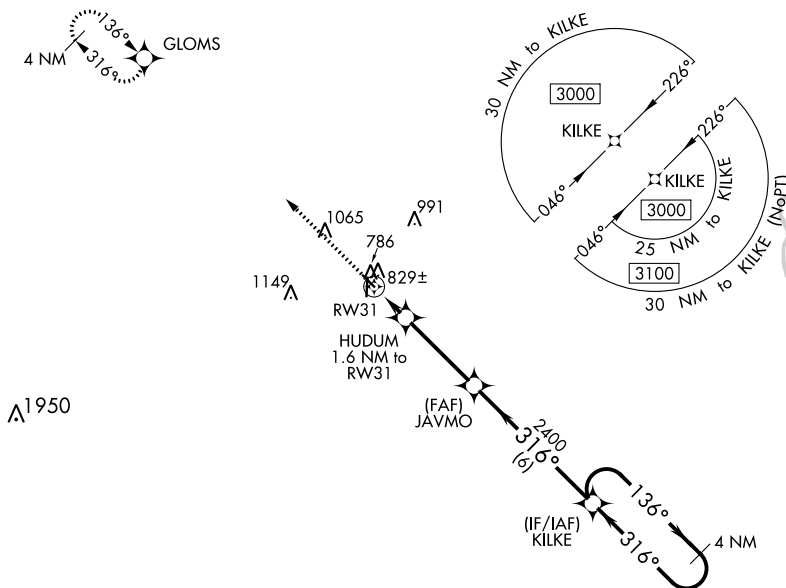 136°
316°
4 NM
GLOMS
30 NM to KILKE
3000
226°
KILKE
046°
226°
KILKE
3000
046°
25 NM to KILKE
3100
30 NM to KILKE (NoPT)
1065
991
786
829±
1149
RW31
HUDUM
1.6 NM to
RW31
(FAF)
JAVMO
1950
2400
316°
(6)
(IF/IAF)
KILKE
136°
316°
4 NM